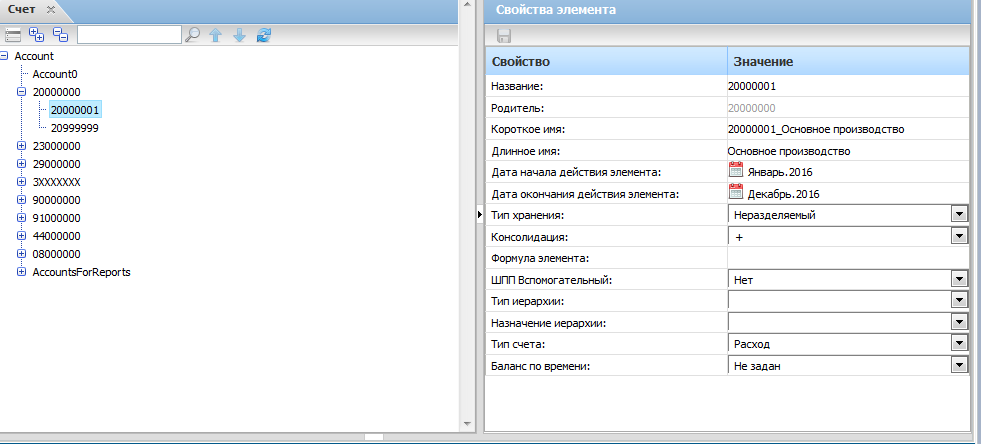 Счет
Account
Account0
20000000
20000001
20999999
23000000
29000000
3XXXXXXX
90000000
91000000
44000000
08000000
AccountsForReports
Свойства элемента
Свойство Значение
Название: 20000001
Родитель: 20000000
Короткое имя: 20000001_Основное производство
Длинное имя: Основное производство
Дата начала действия элемента: Январь.2016
Дата окончания действия элемента: Декабрь.2016
Тип хранения: Неразделяемый
Консолидация: +
Формула элемента:
ШПП Вспомогательный: Нет
Тип иерархии:
Назначение иерархии:
Тип счета: Расход
Баланс по времени: Не задан